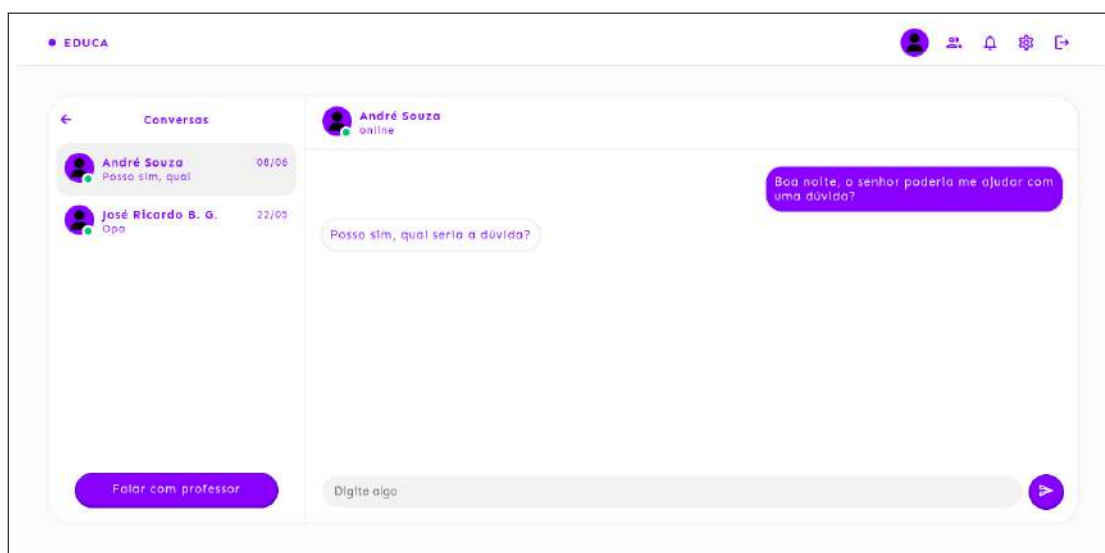 EDUCA
Conversas
André Souza
08/06
Posso sim, qual
José Ricardo B. G.
22/05
Opa
Falar com professor
André Souza
online
Boa noite, o senhor poderia me ajudar com
uma dúvida?
Posso sim, qual seria a dúvida?
Digite algo